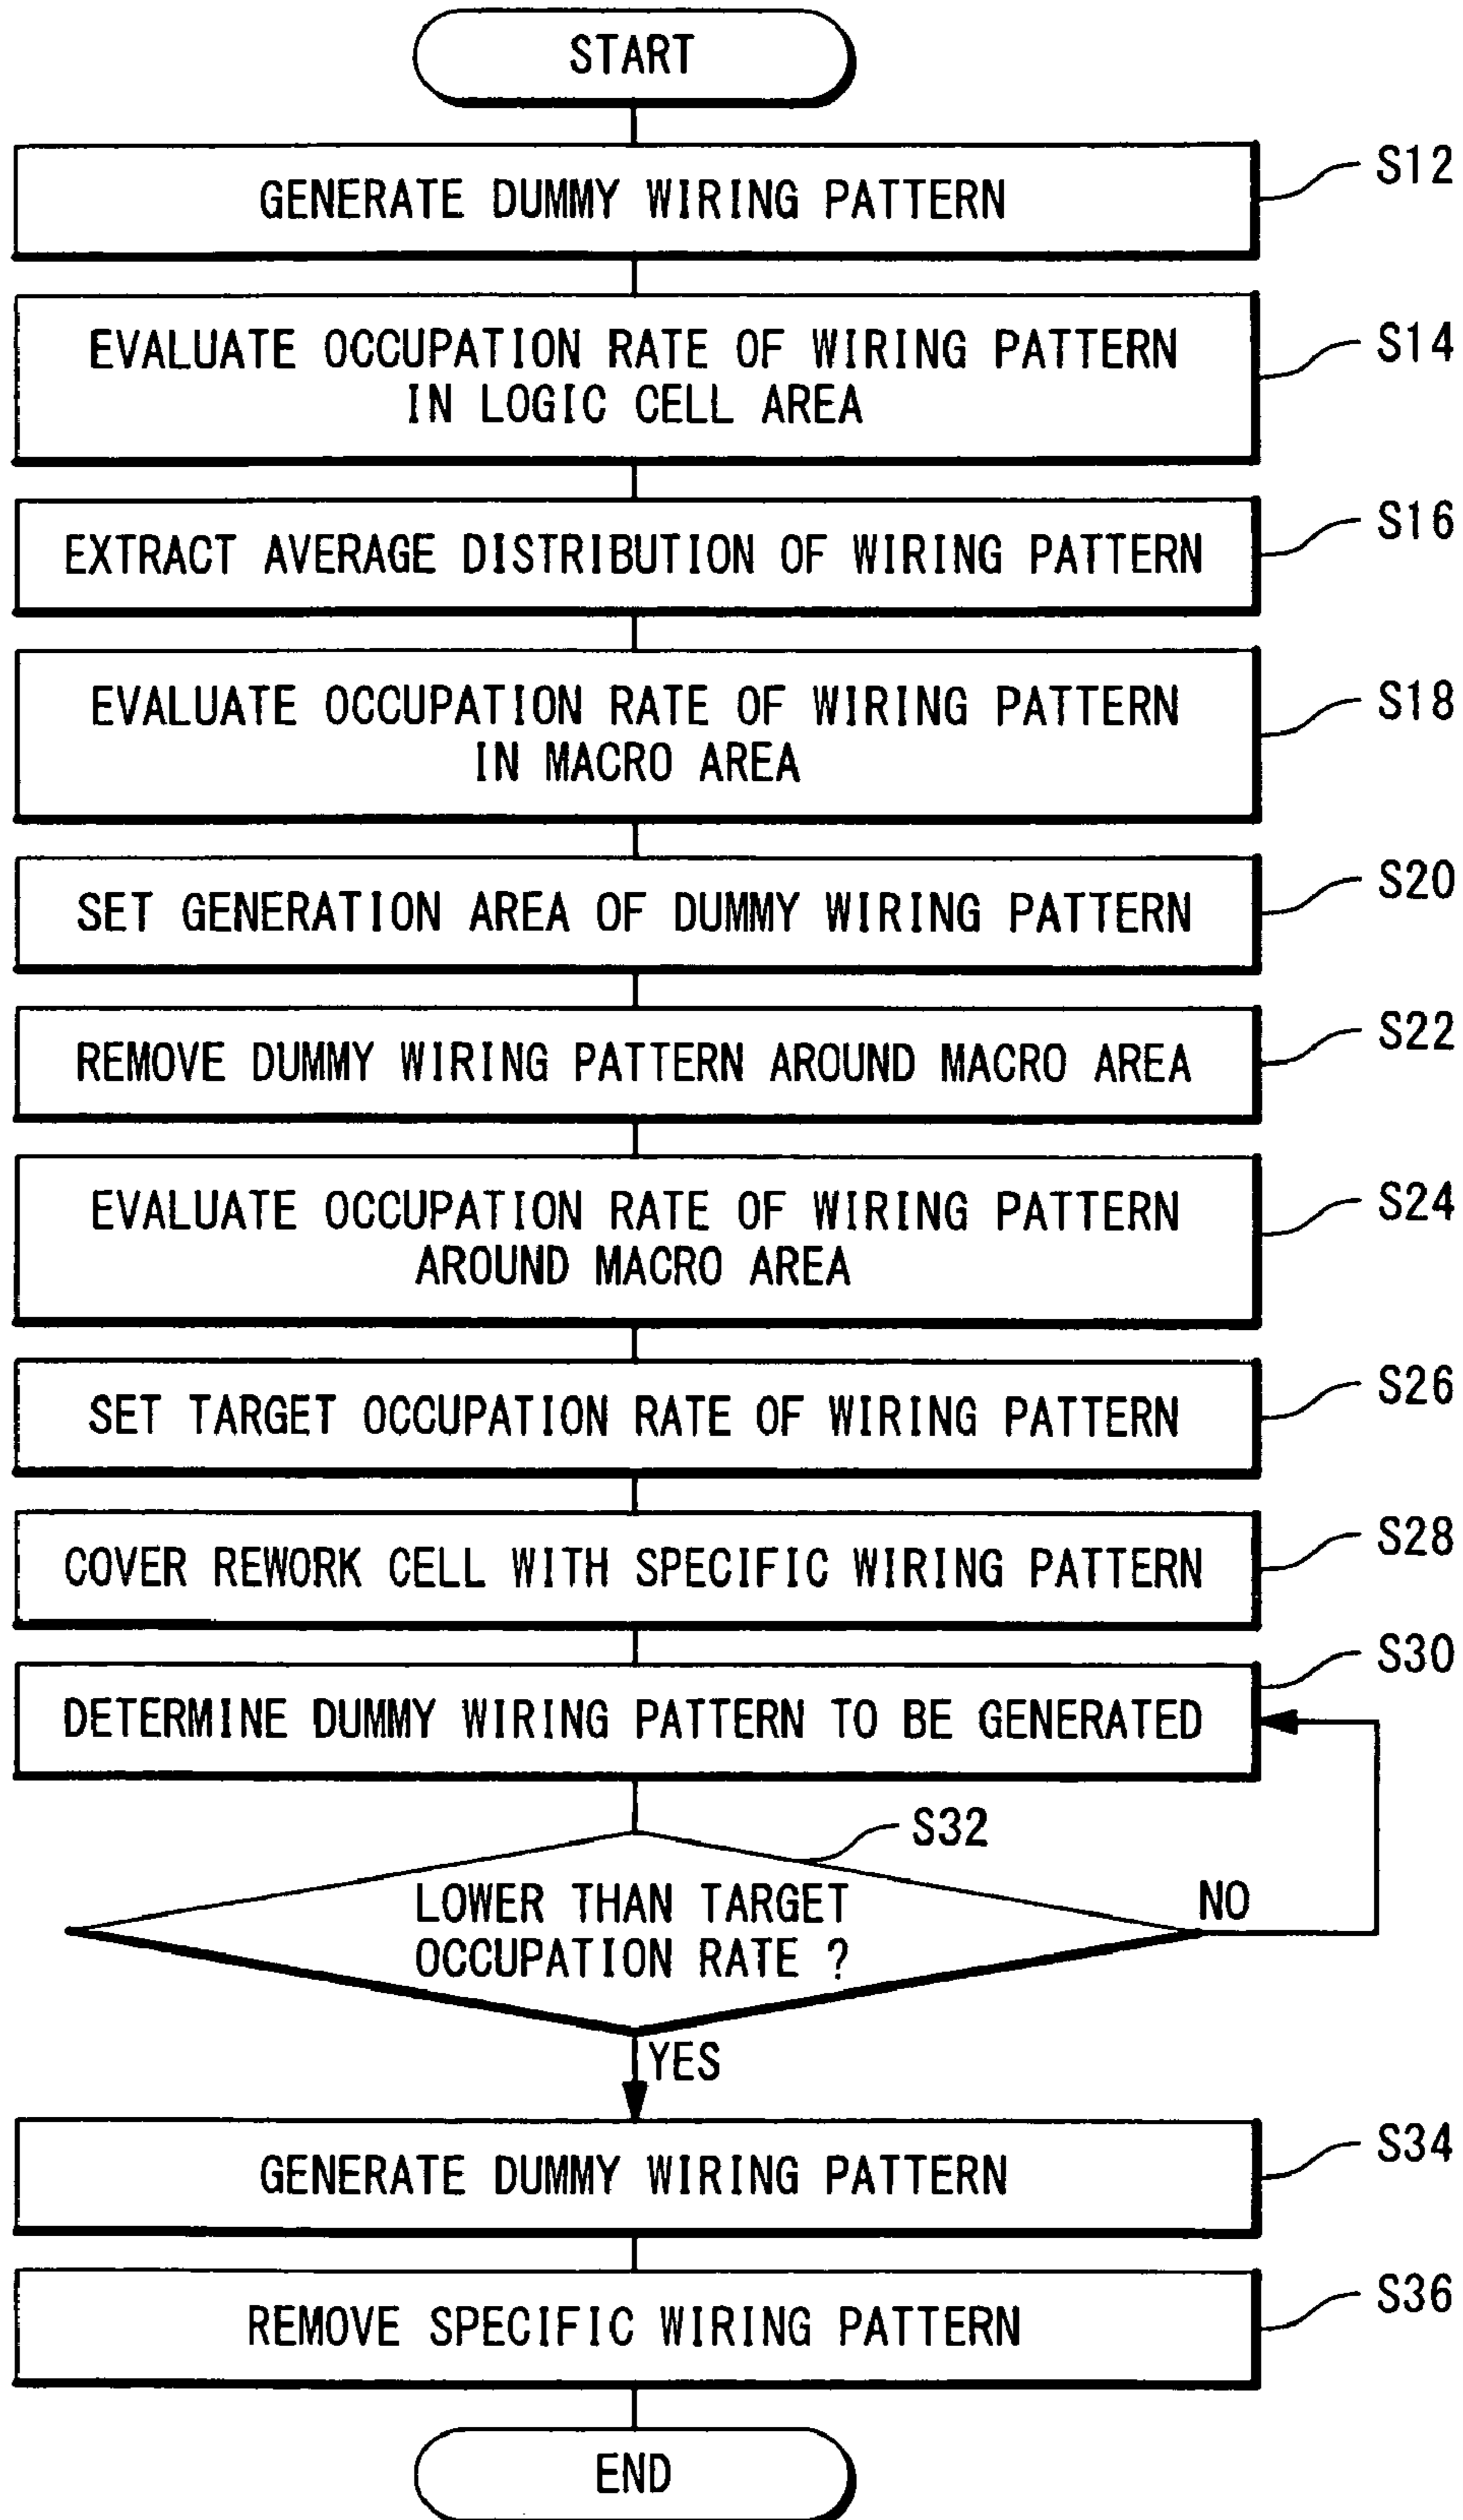 START
GENERATE DUMMY WIRING PATTERN
S12
EVALUATE OCCUPATION RATE OF WIRING PATTERN
IN LOGIC CELL AREA
S14
EXTRACT AVERAGE DISTRIBUTION OF WIRING PATTERN
S16
EVALUATE OCCUPATION RATE OF WIRING PATTERN
IN MACRO AREA
S18
SET GENERATION AREA OF DUMMY WIRING PATTERN
S20
REMOVE DUMMY WIRING PATTERN AROUND MACRO AREA
S22
EVALUATE OCCUPATION RATE OF WIRING PATTERN
AROUND MACRO AREA
S24
SET TARGET OCCUPATION RATE OF WIRING PATTERN
S26
COVER REWORK CELL WITH SPECIFIC WIRING PATTERN
S28
DETERMINE DUMMY WIRING PATTERN TO BE GENERATED
S30
S32
LOWER THAN TARGET
OCCUPATION RATE ?
NO
YES
GENERATE DUMMY WIRING PATTERN
S34
REMOVE SPECIFIC WIRING PATTERN
S36
END